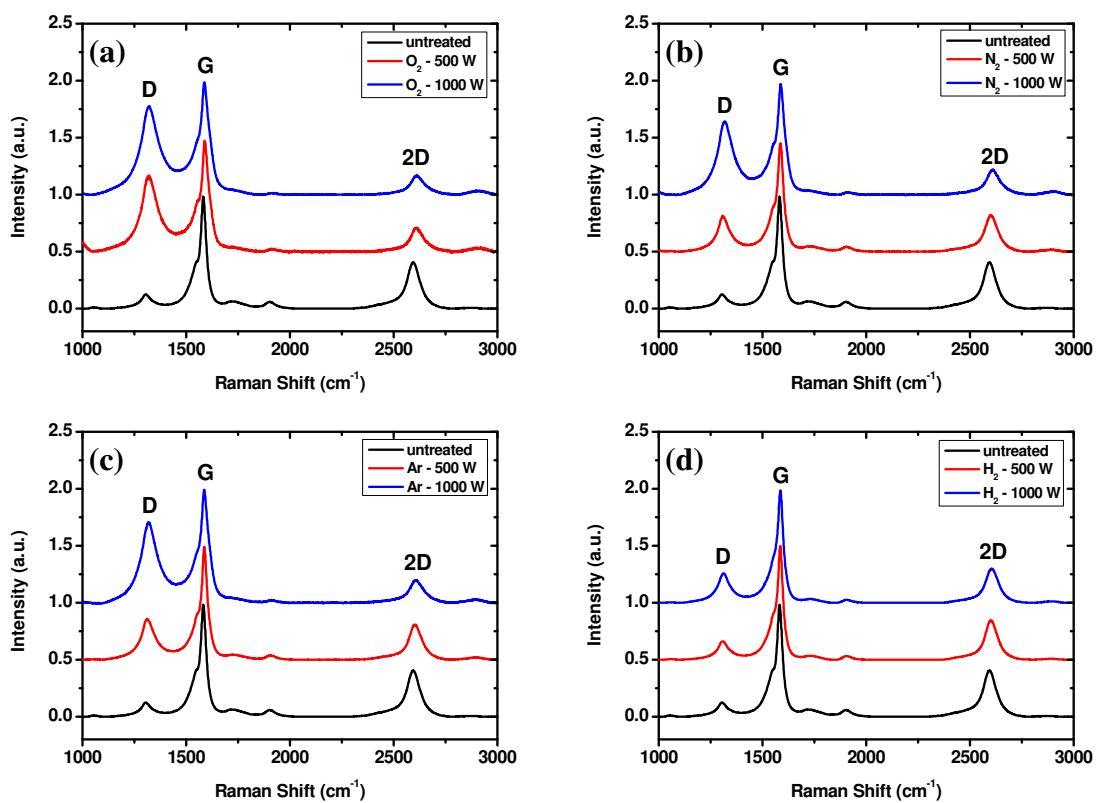 (a)
untreated
O₂ - 500 W
O₂ - 1000 W
D
G
2D
Intensity (a.u.)
2.5
2.0
1.5
1.0
0.5
0.0
1000 1500 2000 2500 3000
Raman Shift (cm⁻¹)
(b)
untreated
N₂ - 500 W
N₂ - 1000 W
D
G
2D
Intensity (a.u.)
2.5
2.0
1.5
1.0
0.5
0.0
1000 1500 2000 2500 3000
Raman Shift (cm⁻¹)
(c)
untreated
Ar - 500 W
Ar - 1000 W
D
G
2D
Intensity (a.u.)
2.5
2.0
1.5
1.0
0.5
0.0
1000 1500 2000 2500 3000
Raman Shift (cm⁻¹)
(d)
untreated
H₂ - 500 W
H₂ - 1000 W
D
G
2D
Intensity (a.u.)
2.5
2.0
1.5
1.0
0.5
0.0
1000 1500 2000 2500 3000
Raman Shift (cm⁻¹)